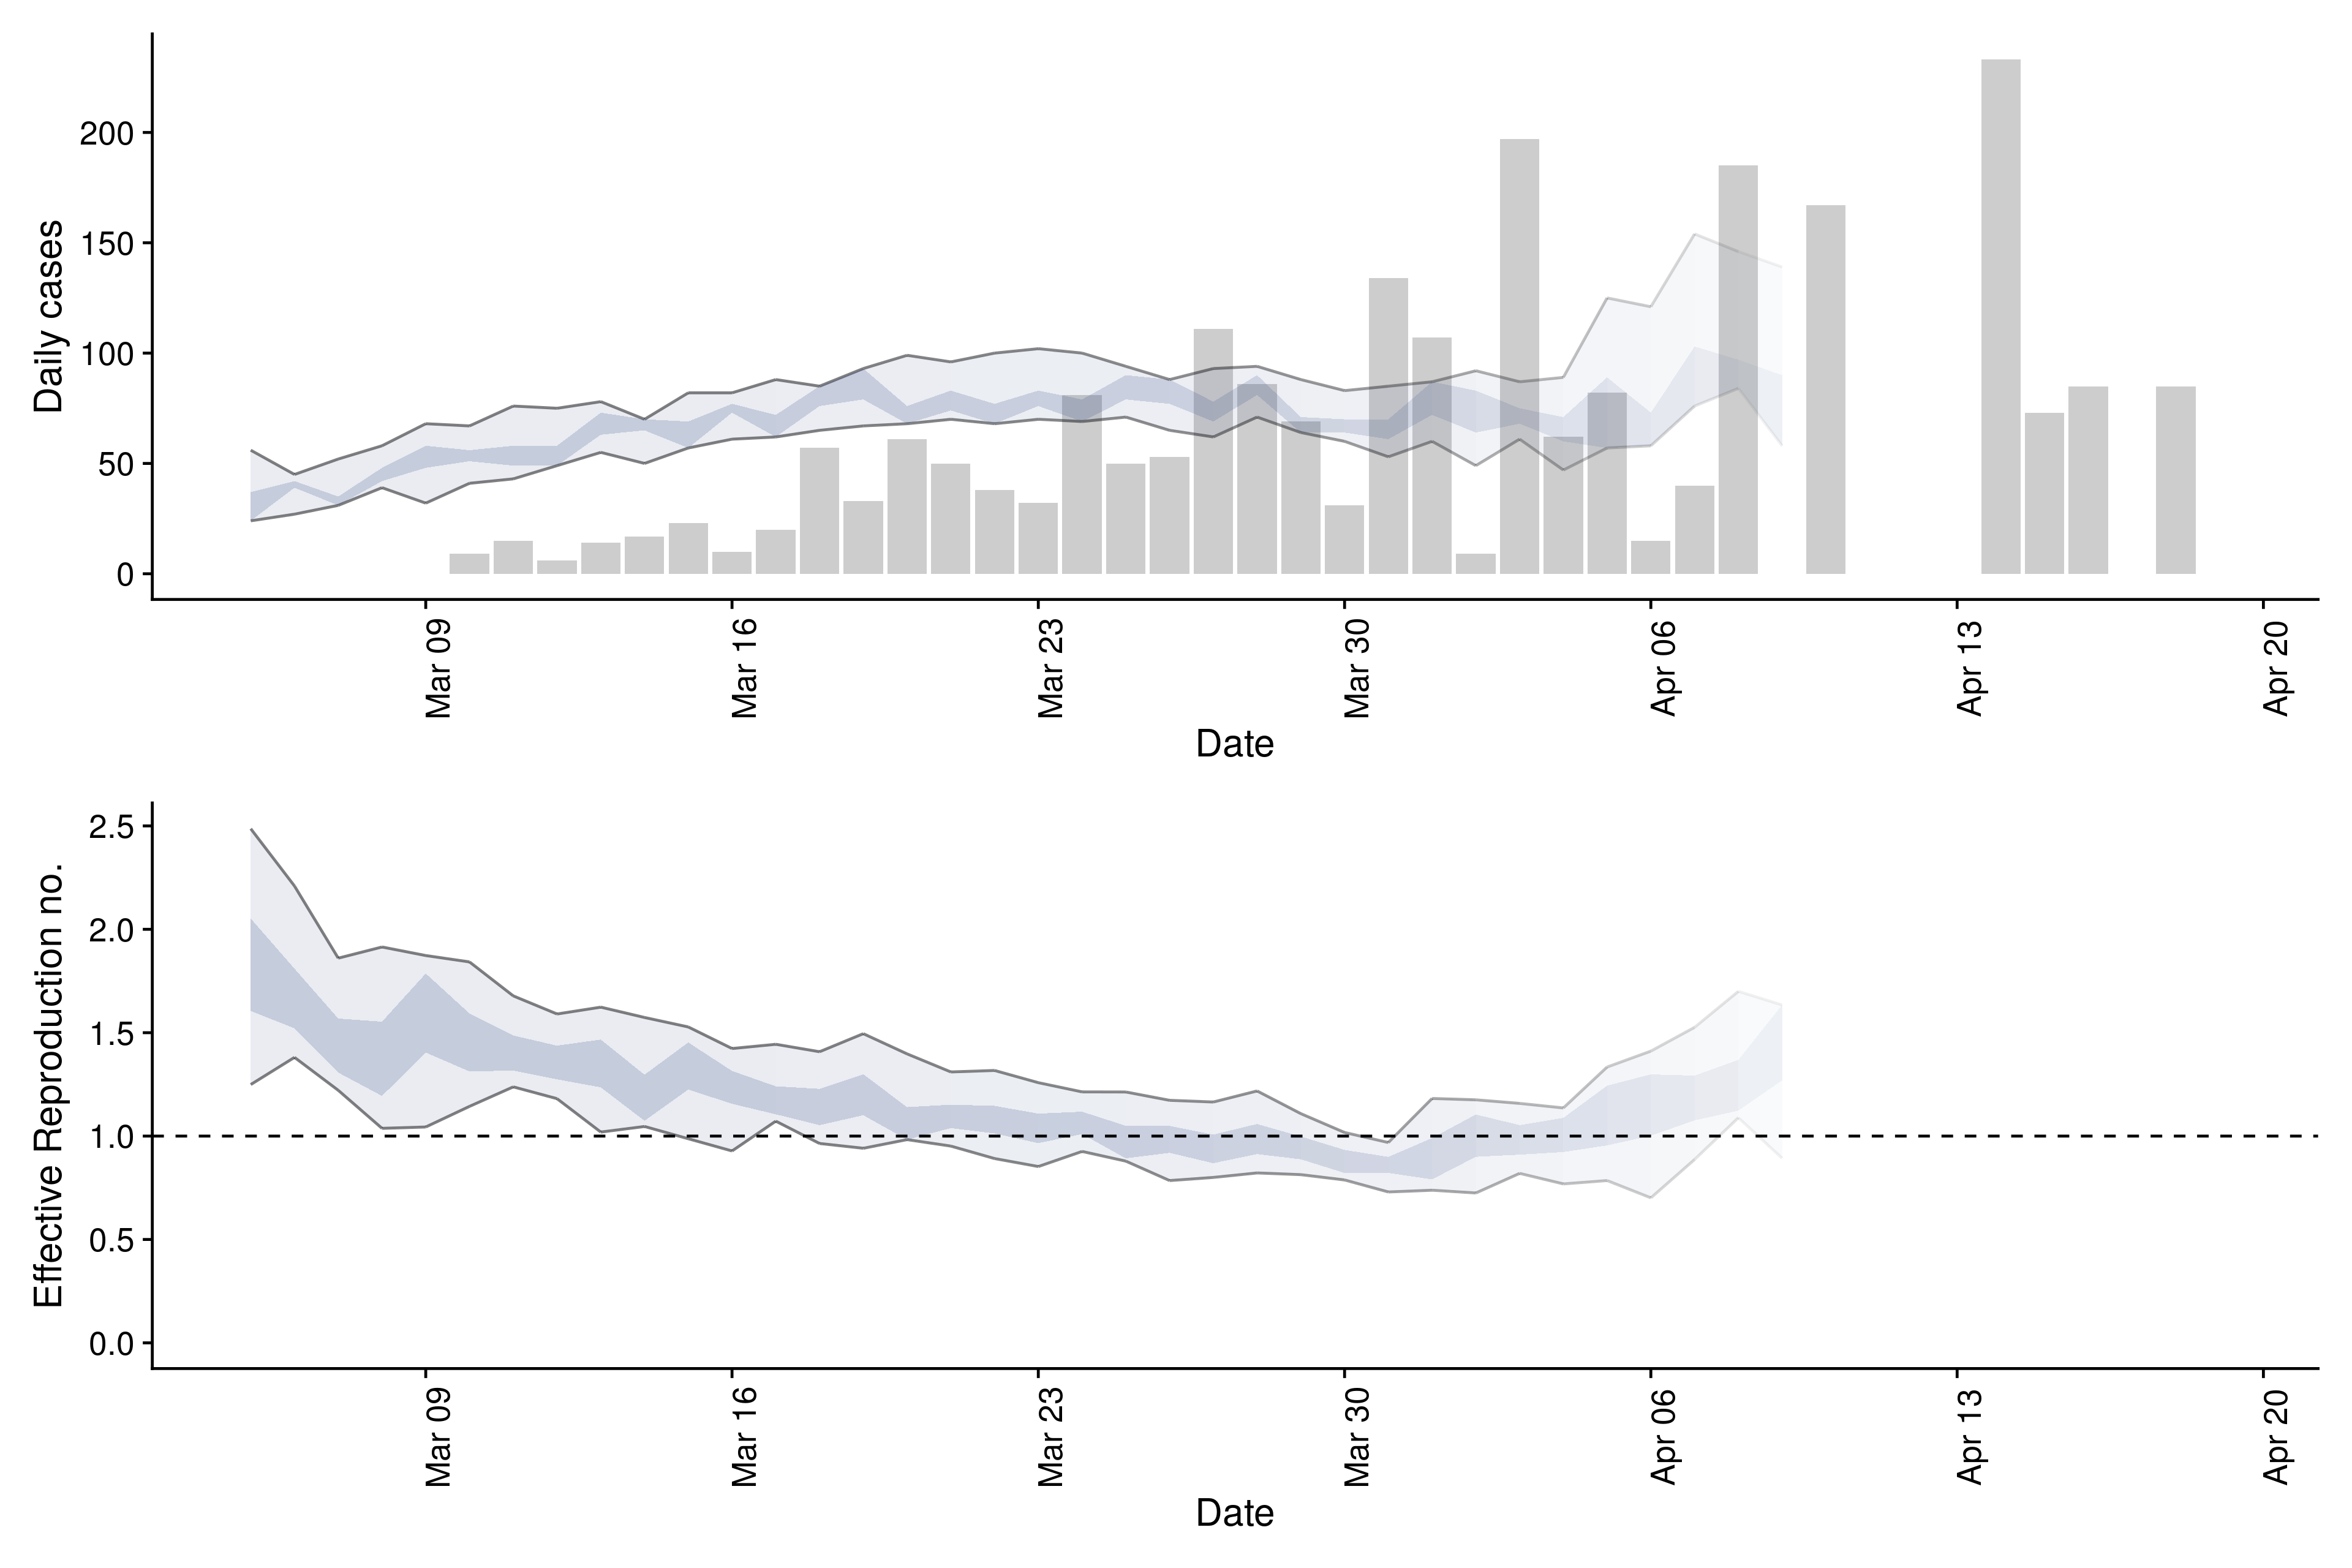 Daily cases
200
150
100
50
0
Mar 09
Mar 16
Mar 23
Mar 30
Apr 06
Apr 13
Apr 20
Date
Effective Reproduction no.
2.5
2.0
1.5
1.0
0.5
0.0
Mar 09
Mar 16
Mar 23
Mar 30
Apr 06
Apr 13
Apr 20
Date